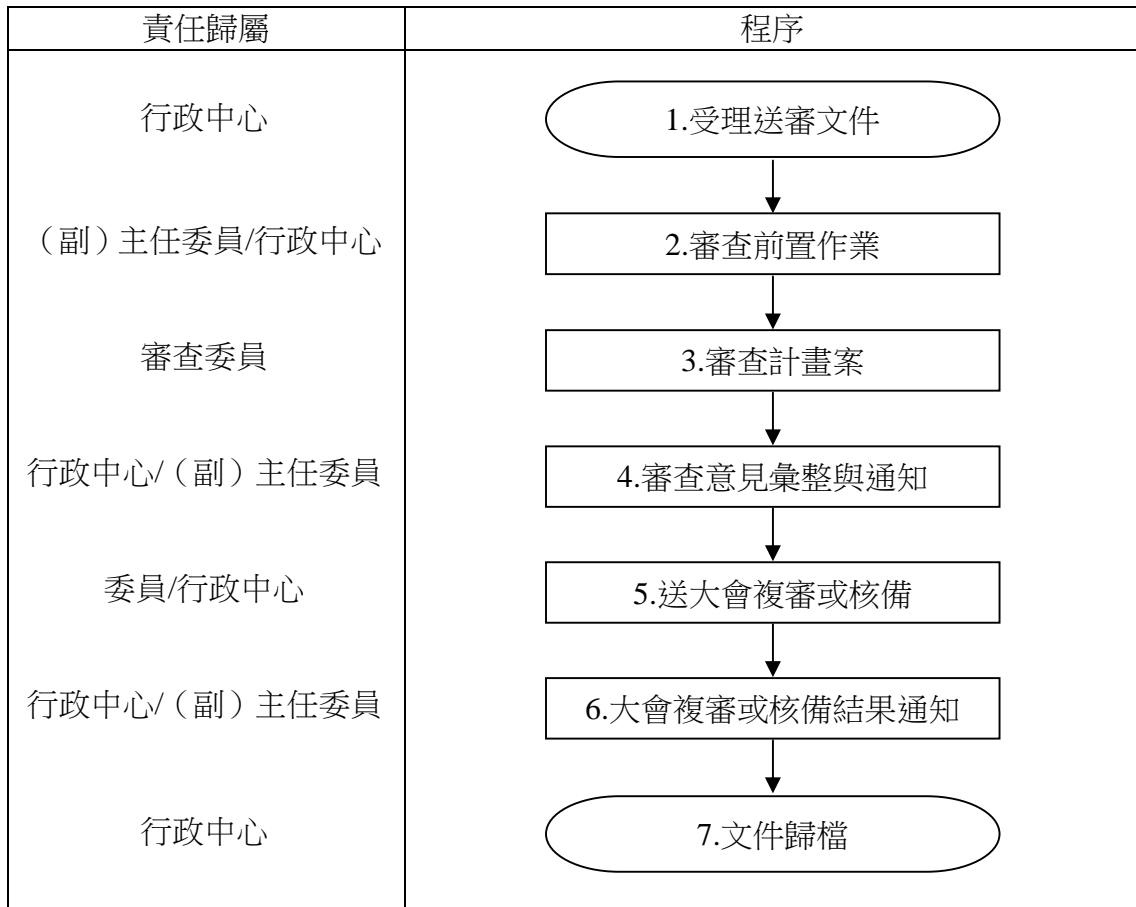 責任歸屬 程序
行政中心 1.受理送審文件
（副）主任委員/行政中心 2.審查前置作業
審查委員 3.審查計畫案
行政中心/（副）主任委員 4.審查意見彙整與通知
委員/行政中心 5.送大會複審或核備
行政中心/（副）主任委員 6.大會複審或核備結果通知
行政中心 7.文件歸檔